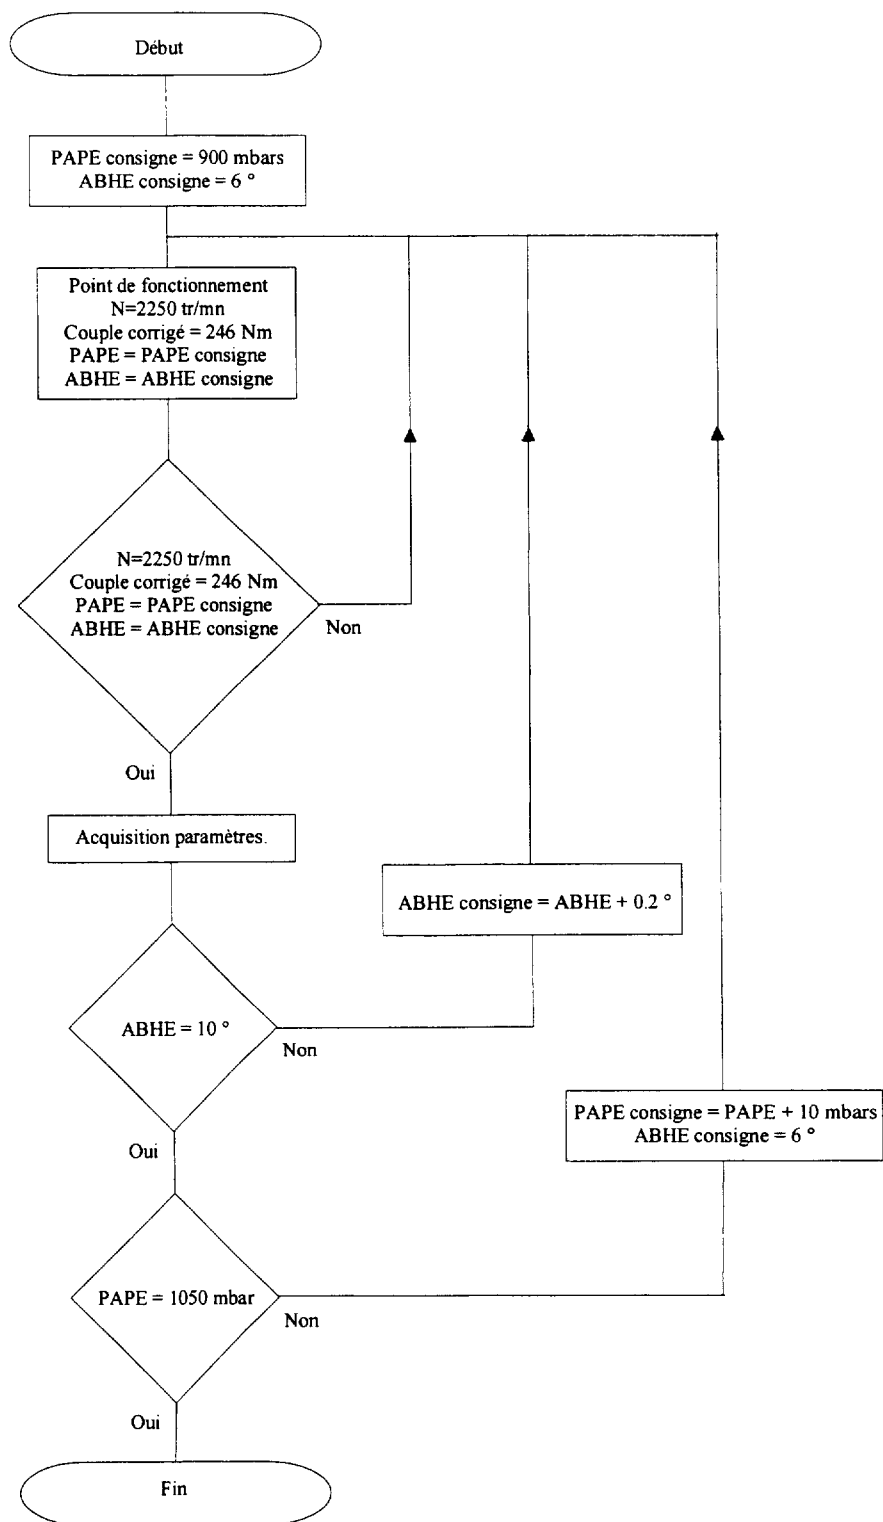 Début
PAPE consigne = 900 mbars
ABHE consigne = 6 °
Point de fonctionnement
N=2250 tr/mn
Couple corrigé = 246 Nm
PAPE = PAPE consigne
ABHE = ABHE consigne
N=2250 tr/mn
Couple corrigé = 246 Nm
PAPE = PAPE consigne
ABHE = ABHE consigne
Non
Oui
Acquisition paramètres.
ABHE consigne = ABHE + 0.2 °
ABHE = 10 °
Non
Oui
PAPE consigne = PAPE + 10 mbars
ABHE consigne = 6 °
PAPE = 1050 mbar
Non
Oui
Fin